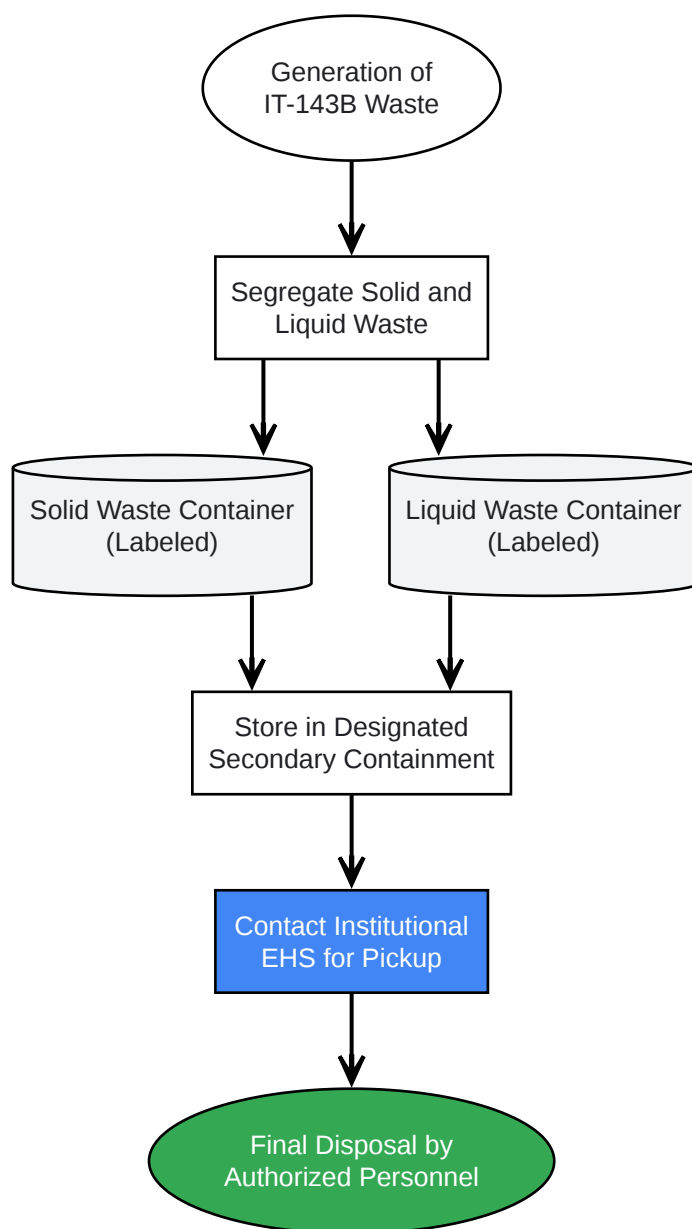 Generation of
IT-143B Waste
Segregate Solid and
Liquid Waste
Solid Waste Container
(Labeled)
Liquid Waste Container
(Labeled)
Store in Designated
Secondary Containment
Contact Institutional
EHS for Pickup
Final Disposal by
Authorized Personnel